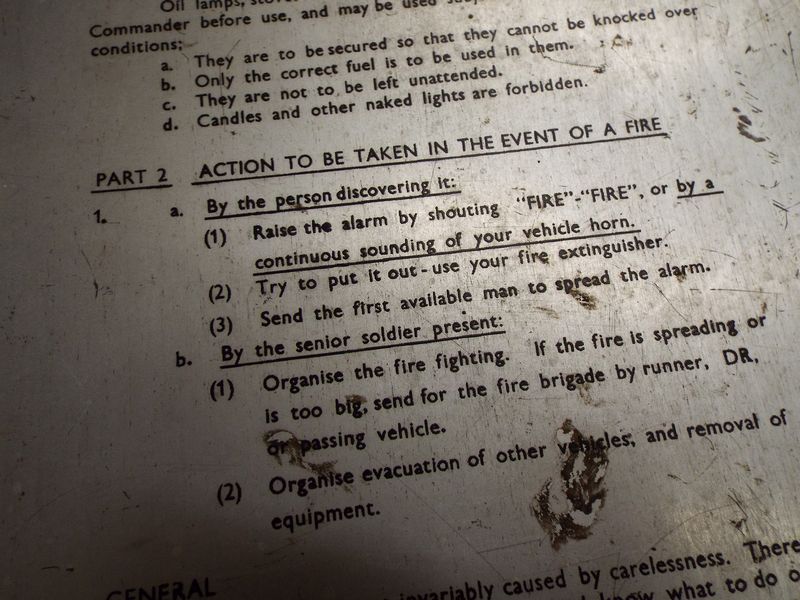 Oil lamps, stoves
Commander before use, and may be used
conditions;
a. They are to be secured so that they cannot be knocked over
b. Only the correct fuel is to be used in them.
c. They are not to be left unattended.
d. Candles and other naked lights are forbidden.
PART 2 ACTION TO BE TAKEN IN THE EVENT OF A FIRE
1. a. By the person discovering it:
(1) Raise the alarm by shouting "FIRE"-"FIRE", or by a
continuous sounding of your vehicle horn.
(2) Try to put it out - use your fire extinguisher.
(3) Send the first available man to spread the alarm.
b. By the senior soldier present:
(1) Organise the fire fighting. If the fire is spreading or
is too big, send for the fire brigade by runner, DR,
or passing vehicle.
(2) Organise evacuation of other vehicles, and removal of
equipment.
GENERAL
invariably caused by carelessness. There
know what to do